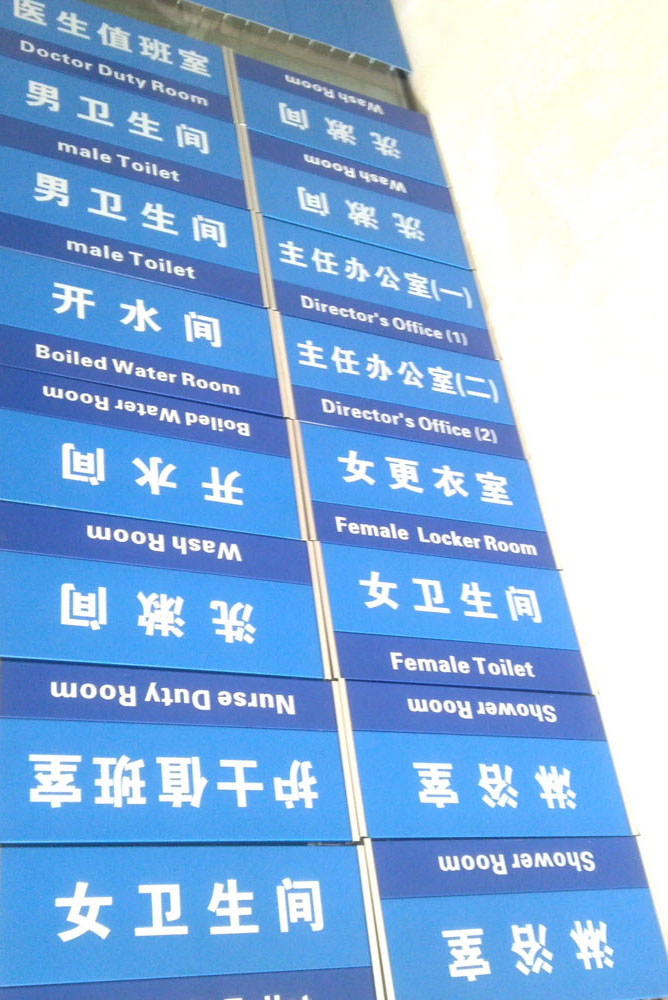 医生值班室
Doctor Duty Room
男卫生间
male Toilet
男卫生间
male Toilet
开水间
Boiled Water Room
开水间
Boiled Water Room
洗漱间
Wash Room
护士值班室
Nurse Duty Room
女卫生间
洗漱间
Wash Room
洗漱间
Wash Room
主任办公室(一)
Director's Office (1)
主任办公室(二)
Director's Office (2)
女更衣室
Female Locker Room
女卫生间
Female Toilet
淋浴室
Shower Room
淋浴室
Shower Room